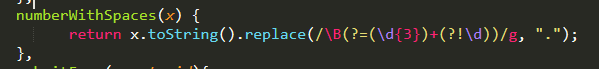 numberWithSpaces(x) {
return x.toString().replace(/\B(?=(\d{3})+(?!\d))/g, ".");
},